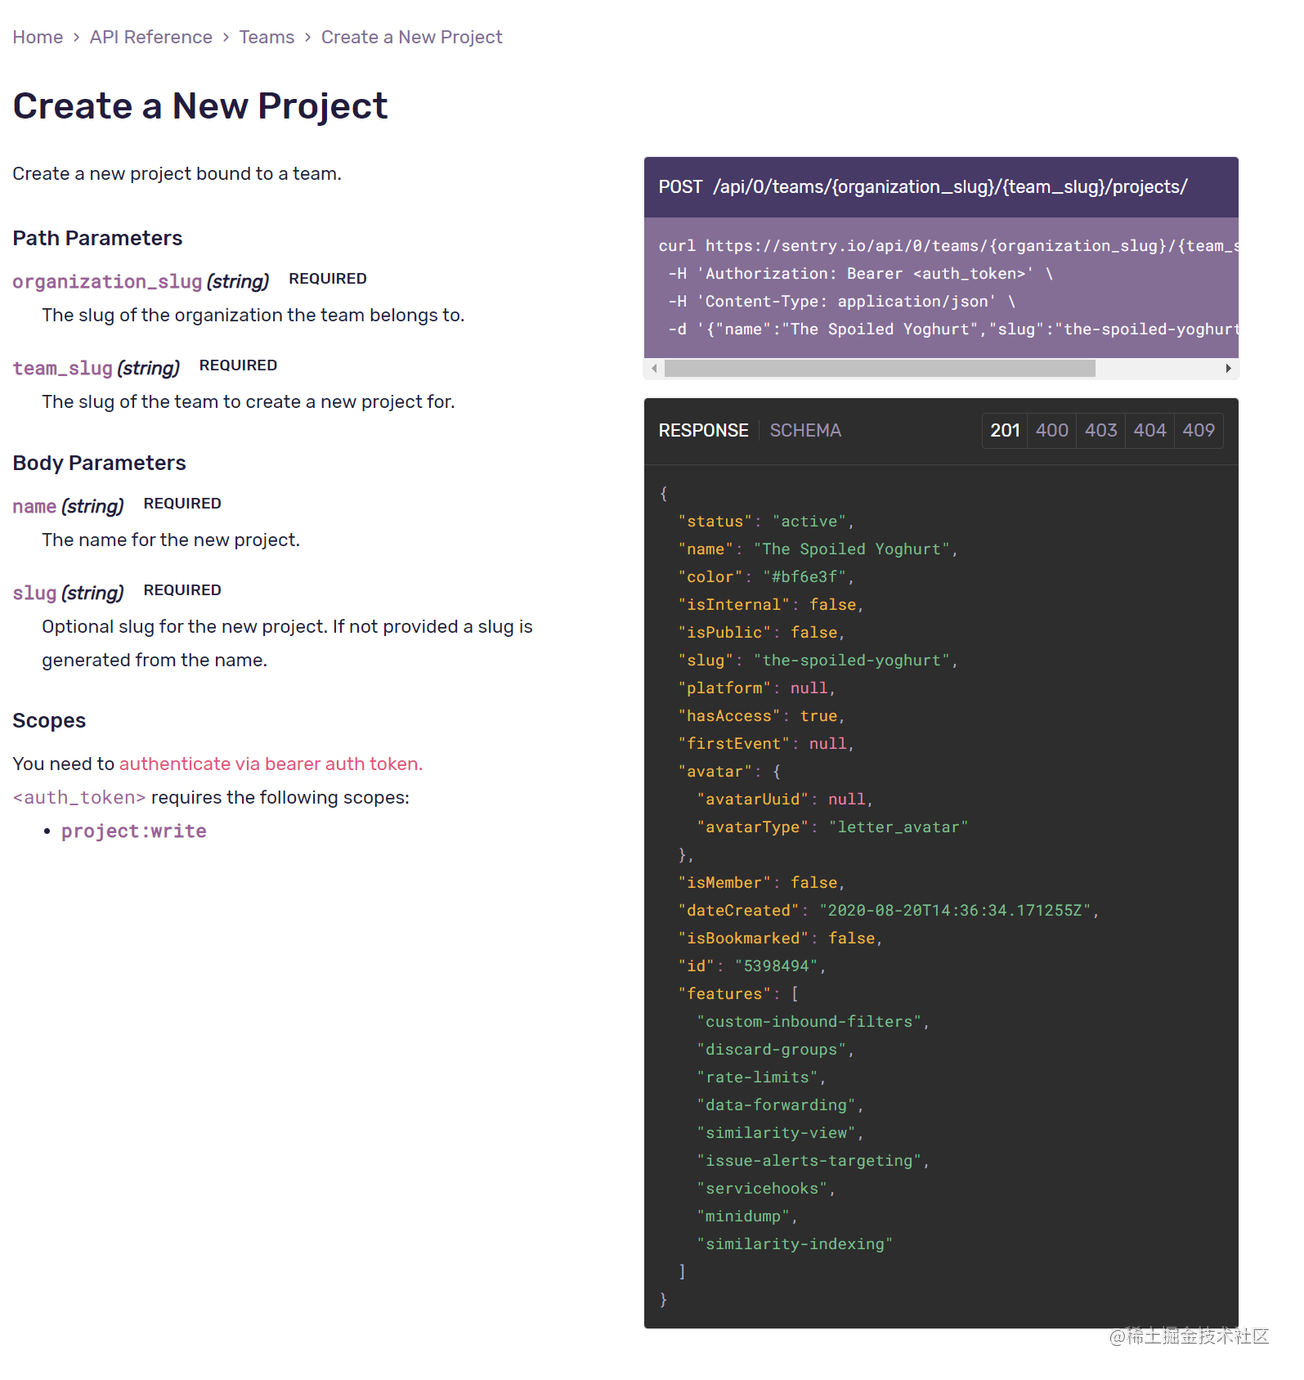 Home › API Reference › Teams › Create a New Project
Create a New Project
Create a new project bound to a team.
Path Parameters
organization_slug (string) REQUIRED
The slug of the organization the team belongs to.
team_slug (string) REQUIRED
The slug of the team to create a new project for.
Body Parameters
name (string) REQUIRED
The name for the new project.
slug (string) REQUIRED
Optional slug for the new project. If not provided a slug is
generated from the name.
Scopes
You need to authenticate via bearer auth token.
<auth_token> requires the following scopes:
• project:write
POST /api/0/teams/{organization_slug}/{team_slug}/projects/
curl https://sentry.io/api/0/teams/{organization_slug}/{team_s
-H 'Authorization: Bearer <auth_token>' \
-H 'Content-Type: application/json' \
-d '{"name":"The Spoiled Yoghurt","slug":"the-spoiled-yoghurt
RESPONSE | SCHEMA 201 400 403 404 409
{
"status": "active",
"name": "The Spoiled Yoghurt",
"color": "#bf6e3f",
"isInternal": false,
"isPublic": false,
"slug": "the-spoiled-yoghurt",
"platform": null,
"hasAccess": true,
"firstEvent": null,
"avatar": {
"avatarUuid": null,
"avatarType": "letter_avatar"
},
"isMember": false,
"dateCreated": "2020-08-20T14:36:34.171255Z",
"isBookmarked": false,
"id": "5398494",
"features": [
"custom-inbound-filters",
"discard-groups",
"rate-limits",
"data-forwarding",
"similarity-view",
"issue-alerts-targeting",
"servicehooks",
"minidump",
"similarity-indexing"
]
}
@稀土掘金技术社区